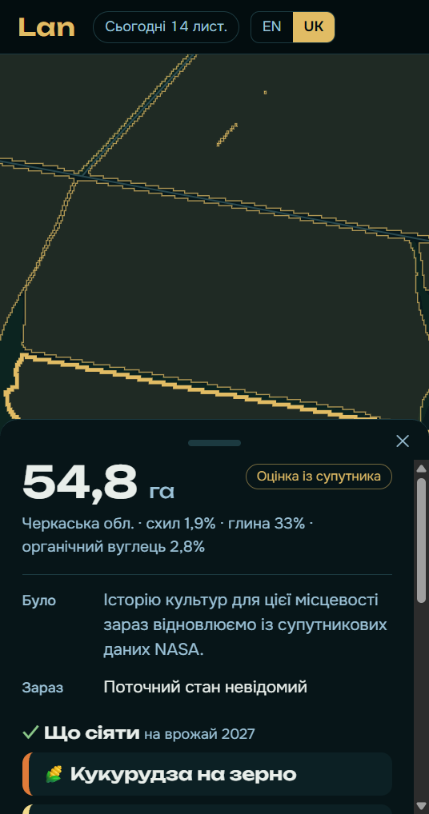 Lan
Сьогодні 14 лист.
EN
UK
54,8 га
Оцінка із супутника
Черкаська обл. · схил 1,9% · глина 33% ·
органічний вуглець 2,8%
Було
Історію культур для цієї місцевості
зараз відновлюємо із супутникових
даних NASA.
Зараз
Поточний стан невідомий
Що сіяти на врожай 2027
Кукурудза на зерно